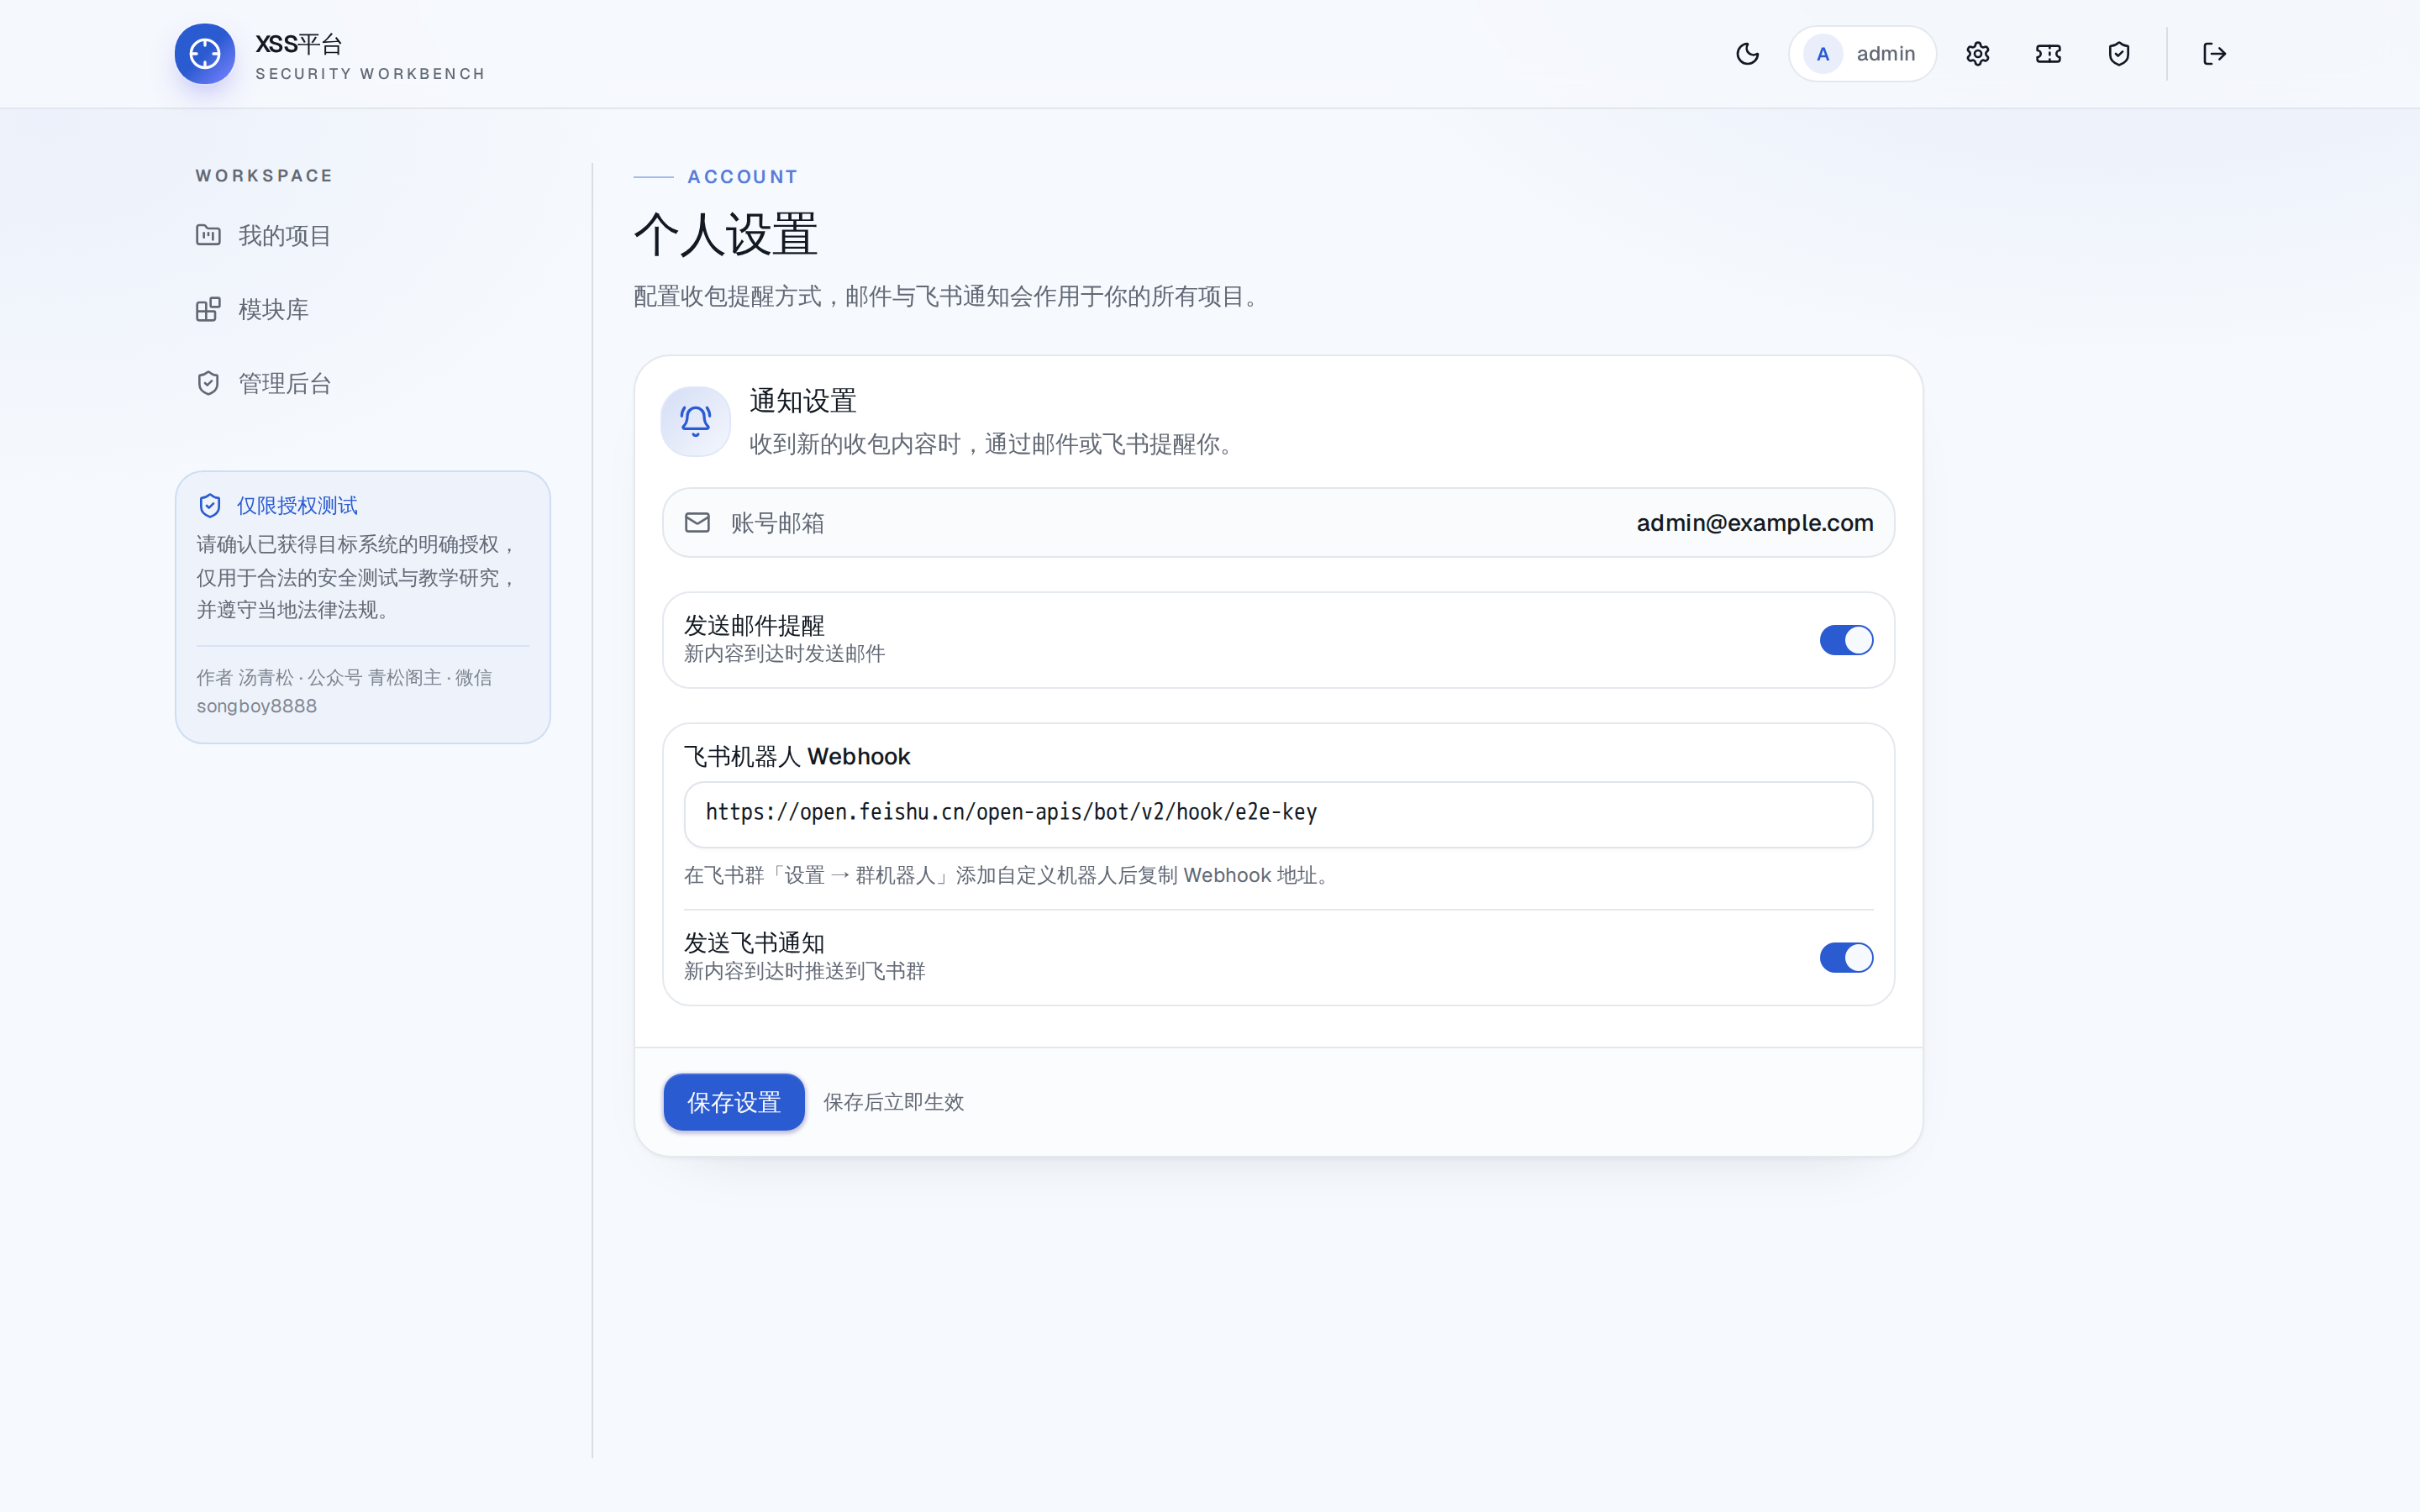 XSS平台
SECURITY WORKBENCH
A
admin
WORKSPACE
我的项目
模块库
管理后台
仅限授权测试
请确认已获得目标系统的明确授权，
仅用于合法的安全测试与教学研究，
并遵守当地法律法规。
作者 汤青松 · 公众号 青松阁主 · 微信
songboy8888
ACCOUNT
个人设置
配置收包提醒方式，邮件与飞书通知会作用于你的所有项目。
通知设置
收到新的收包内容时，通过邮件或飞书提醒你。
账号邮箱
admin@example.com
发送邮件提醒
新内容到达时发送邮件
飞书机器人 Webhook
https://open.feishu.cn/open-apis/bot/v2/hook/e2e-key
在飞书群「设置 → 群机器人」添加自定义机器人后复制 Webhook 地址。
发送飞书通知
新内容到达时推送到飞书群
保存设置
保存后立即生效